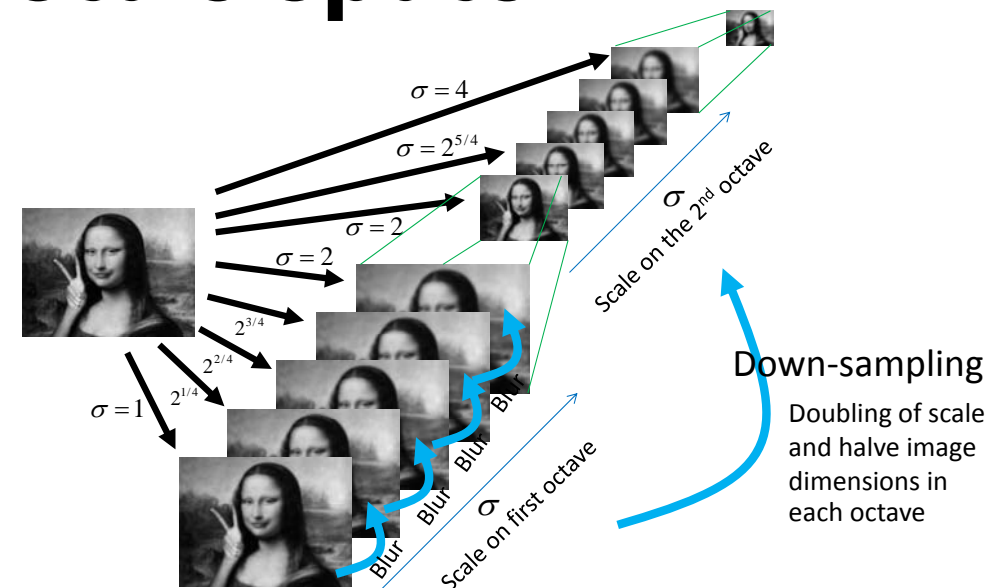 σ = 4
σ = 2^{5/4}
σ = 2
σ = 2
2^{3/4}
2^{2/4}
2^{1/4}
σ = 1
Blur
Blur
Blur
Blur
σ
Scale on first octave
σ
Scale on the 2nd octave
Down-sampling
Doubling of scale
and halve image
dimensions in
each octave